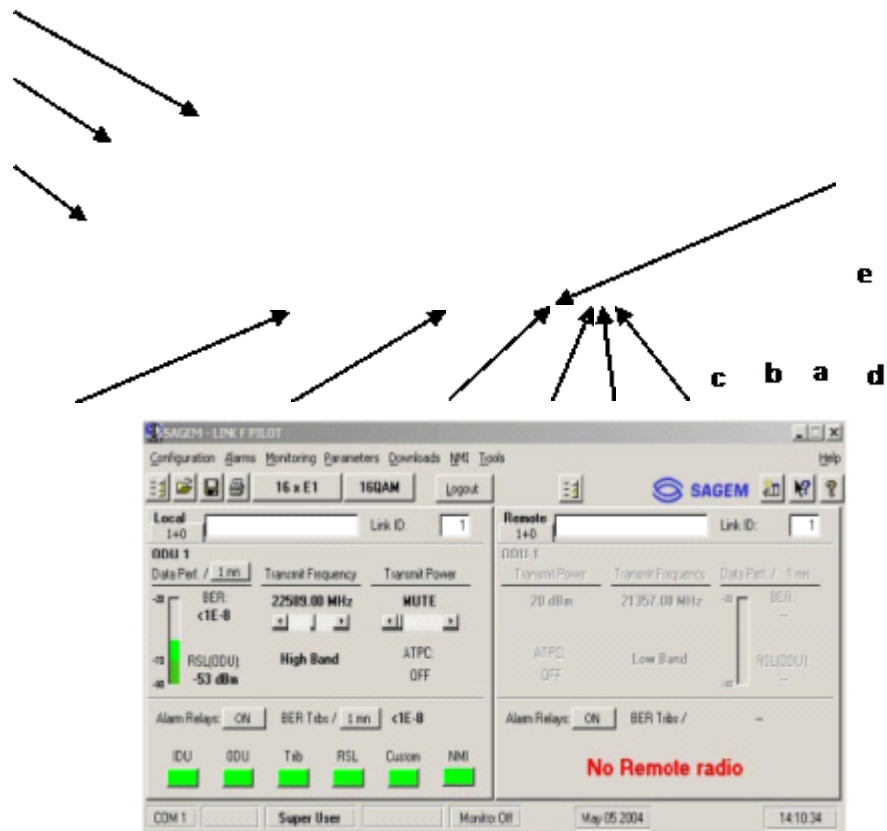 e
c b a d
SAGEM - LINK F PILOT
Configuration Alarms Monitoring Parameters Downloads NMI Tools Help
16 x E1 16QAM Logout SAGEM
Local 1+0 Link ID: 1
Remote 1+0 Link ID: 1
ODU 1
Data Perf. / 1 mn Transmit Frequency Transmit Power
BER: <1E-8 22589.00 MHz MUTE
RSL(ODU): -53 dBm High Band ATPC: OFF
ODU 1
Transmit Power Transmit Frequency Data Perf. / 1 mn
20 dBm 21357.00 MHz BER: --
ATPC: OFF Low Band RSL(ODU): --
Alarm Relays: ON BER Tribs / 1 mn <1E-8
IDU ODU Trib RSL Custom NMI
Alarm Relays: ON BER Tribs / --
No Remote radio
COM 1 Super User Monitor Off May 05 2004 14:10:34